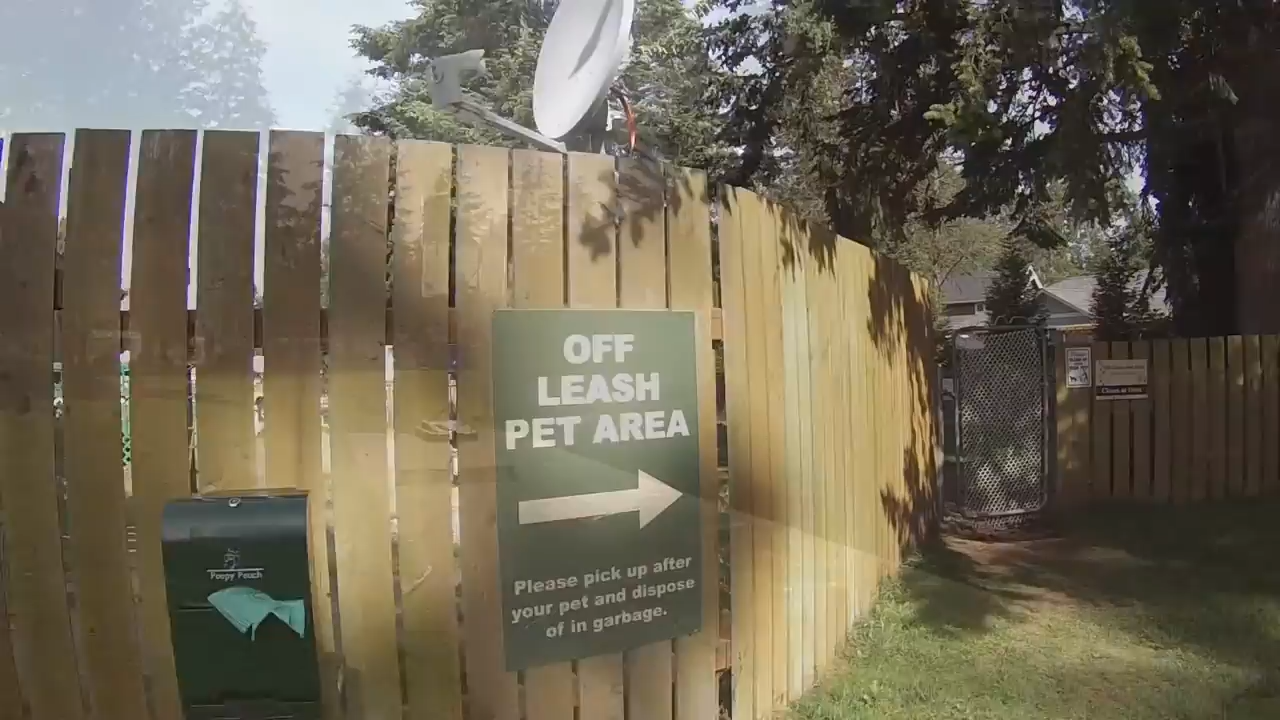 OFF
LEASH
PET AREA
Please pick up after
your pet and dispose
of in garbage.
Poopy Pouch